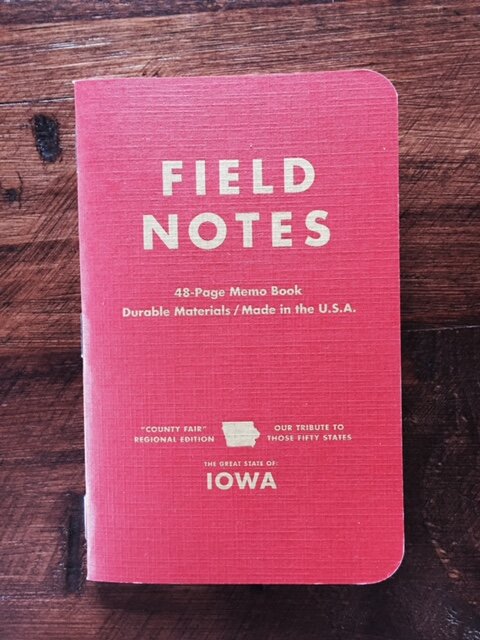 FIELD
NOTES
48-Page Memo Book
Durable Materials / Made in the U.S.A.
"COUNTY FAIR"
REGIONAL EDITION
OUR TRIBUTE TO
THOSE FIFTY STATES
THE GREAT STATE OF:
IOWA